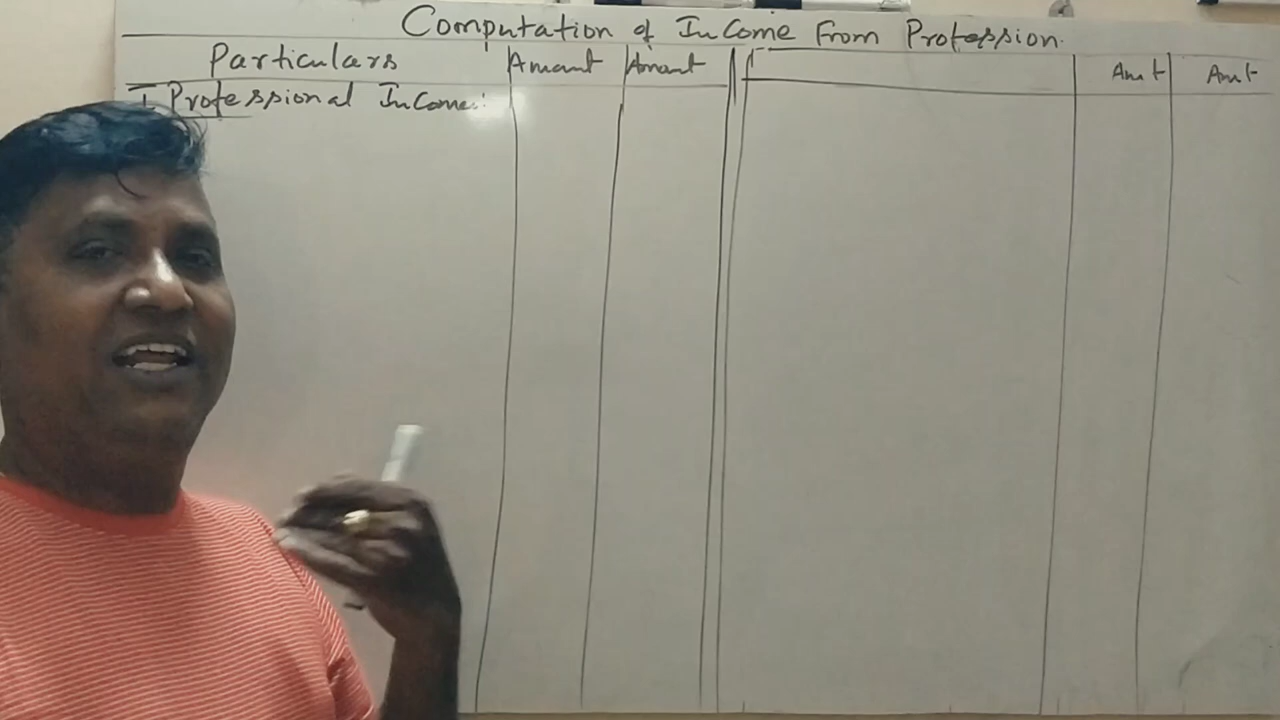 Computation of Income From Profession.
Particulars Amount Amount Amt Amt
I Professional Income: